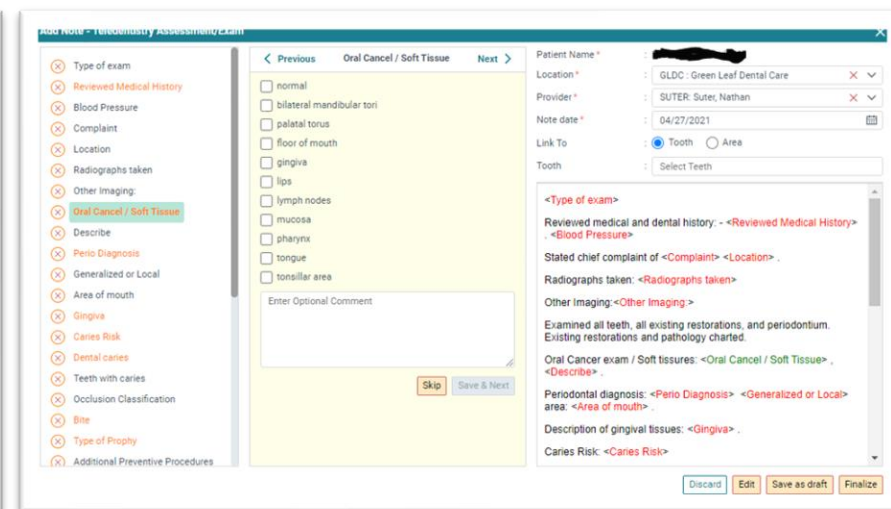 Add Note - Teledentistry Assessment/Exam
Type of exam
Reviewed Medical History
Blood Pressure
Complaint
Location
Radiographs taken
Other Imaging:
Oral Cancel / Soft Tissue
Describe
Perio Diagnosis
Generalized or Local
Area of mouth
Gingiva
Caries Risk
Dental caries
Teeth with caries
Occlusion Classification
Bite
Type of Prophy
Additional Preventive Procedures
Previous Oral Cancel / Soft Tissue Next
normal
bilateral mandibular tori
palatal torus
floor of mouth
gingiva
lips
lymph nodes
mucosa
pharynx
tongue
tonsillar area
Enter Optional Comment
Skip Save & Next
Patient Name * :
Location * : GLDC : Green Leaf Dental Care
Provider * : SUTER: Suter, Nathan
Note date * : 04/27/2021
Link To : Tooth Area
Tooth : Select Teeth
<Type of exam>
Reviewed medical and dental history: - <Reviewed Medical History>
. <Blood Pressure>
Stated chief complaint of <Complaint> <Location> .
Radiographs taken: <Radiographs taken>
Other Imaging:<Other Imaging:>
Examined all teeth, all existing restorations, and periodontium.
Existing restorations and pathology charted.
Oral Cancer exam / Soft tissures: <Oral Cancel / Soft Tissue> ,
<Describe> .
Periodontal diagnosis: <Perio Diagnosis> <Generalized or Local>
area: <Area of mouth> .
Description of gingival tissues: <Gingiva> .
Caries Risk: <Caries Risk>
Discard Edit Save as draft Finalize